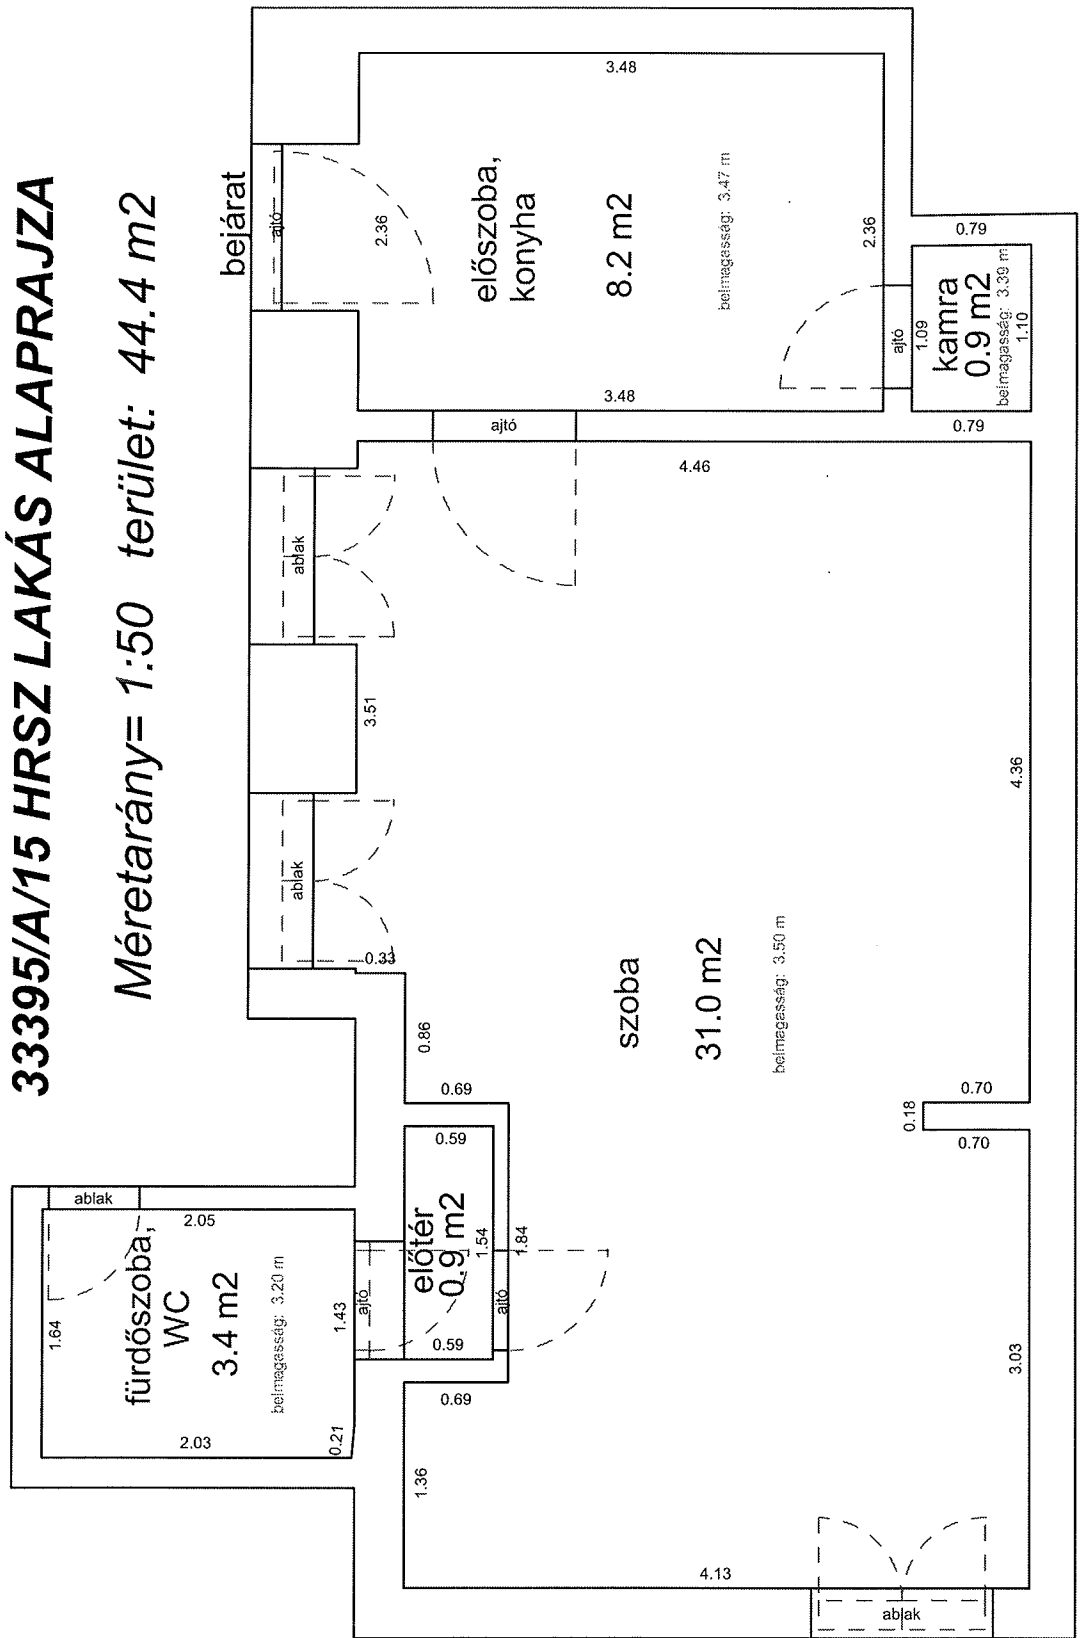 33395/A/15 HRSZ LAKÁS ALAPRAJZA
Méretarány= 1:50 terület: 44.4 m2
bejárat
ajtó
2.36
3.48
előszoba,
konyha
8.2 m2
belmagasság: 3.47 m
2.36
3.48
ajtó
0.79
ajtó
1.09
kamra
0.9 m2
belmagasság: 3.39 m
1.10
0.79
4.46
ablak
3.51
ablak
0.33
0.86
0.69
szoba
31.0 m2
belmagasság: 3.50 m
4.36
0.70
0.18
0.70
ablak
2.05
1.64
fürdőszoba,
WC
3.4 m2
belmagasság: 3.20 m
1.43
2.03
0.21
ajtó
0.59
előtér
0.9 m2
1.54
0.59
ajtó
1.84
0.69
1.36
3.03
4.13
ablak